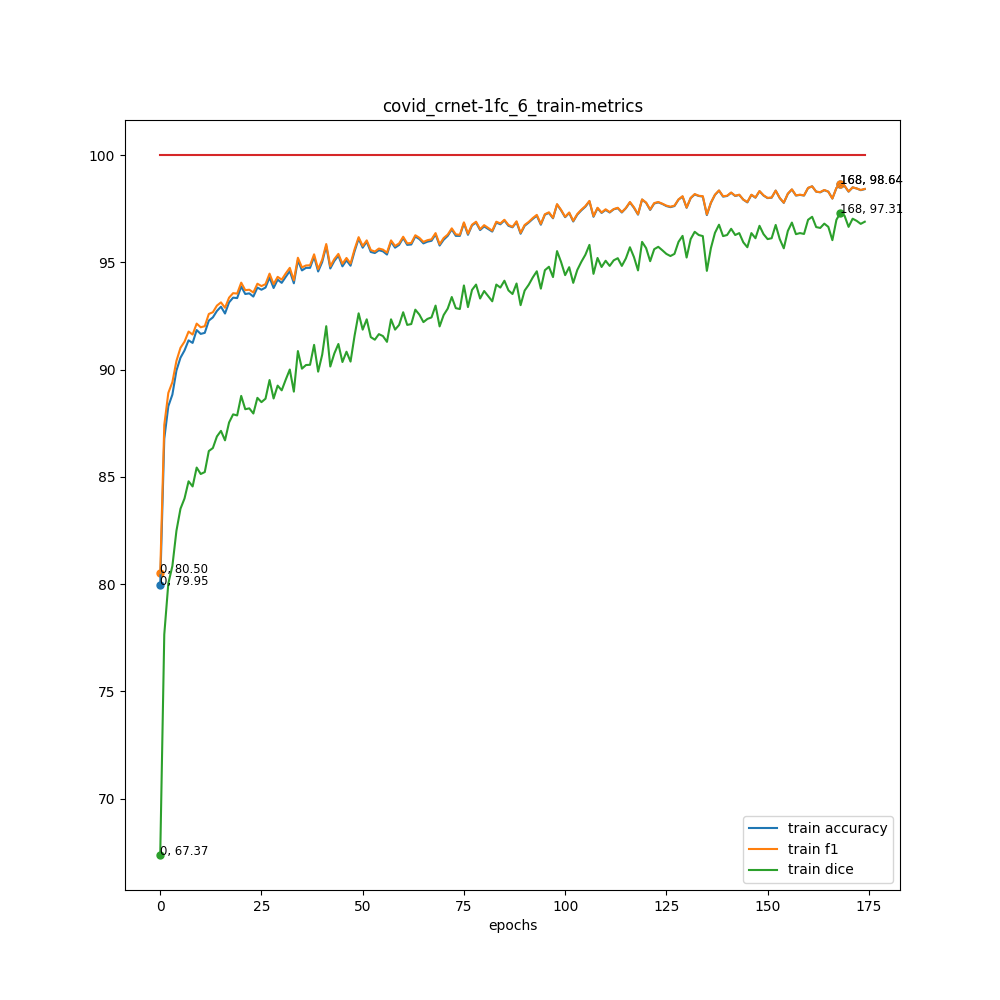 covid_crnet-1fc_6_train-metrics
100
95
90
85
80
75
70
168, 98.64
168, 97.31
0, 80.50
0, 79.95
0, 67.37
train accuracy
train f1
train dice
0 25 50 75 100 125 150 175
epochs